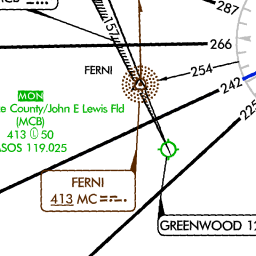 287
157
266
FERNI
254
242
225
MON
e County/John E Lewis Fld
(MCB)
413 50
ASOS 119.025
FERNI
413 MC
GREENWOOD 12